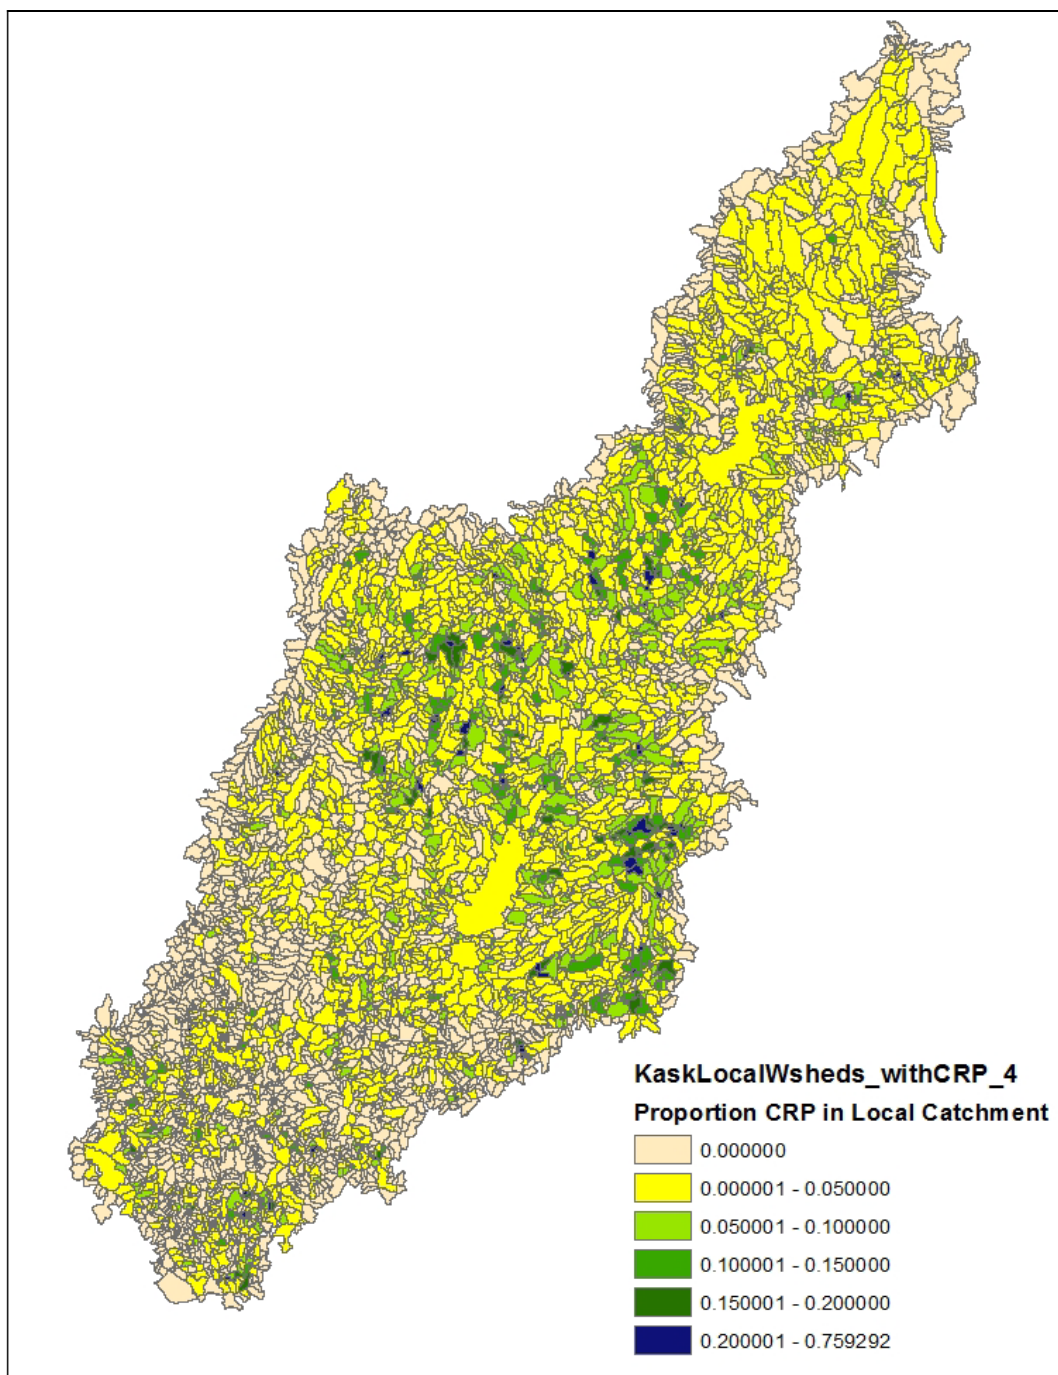 KaskLocalWsheds_withCRP_4
Proportion CRP in Local Catchment
0.000000
0.000001 - 0.050000
0.050001 - 0.100000
0.100001 - 0.150000
0.150001 - 0.200000
0.200001 - 0.759292